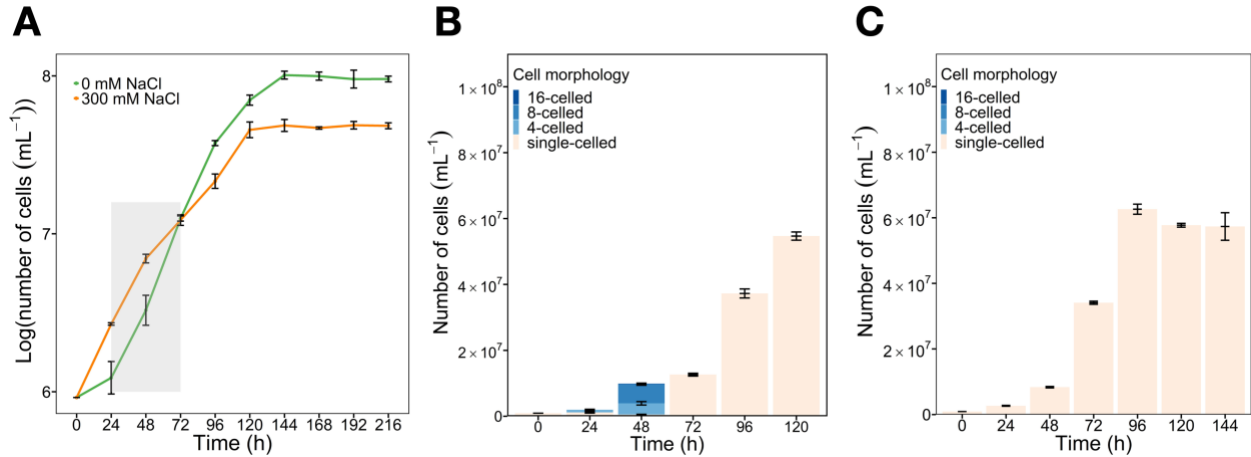 A
Log(number of cells (mL⁻¹))
8
7
6
0 mM NaCl
300 mM NaCl
0 24 48 72 96 120 144 168 192 216
Time (h)
B
Number of cells (mL⁻¹)
1 × 10⁸
8 × 10⁷
6 × 10⁷
4 × 10⁷
2 × 10⁷
0
Cell morphology
16-celled
8-celled
4-celled
single-celled
0 24 48 72 96 120
Time (h)
C
Number of cells (mL⁻¹)
1 × 10⁸
8 × 10⁷
6 × 10⁷
4 × 10⁷
2 × 10⁷
0
Cell morphology
16-celled
8-celled
4-celled
single-celled
0 24 48 72 96 120 144
Time (h)